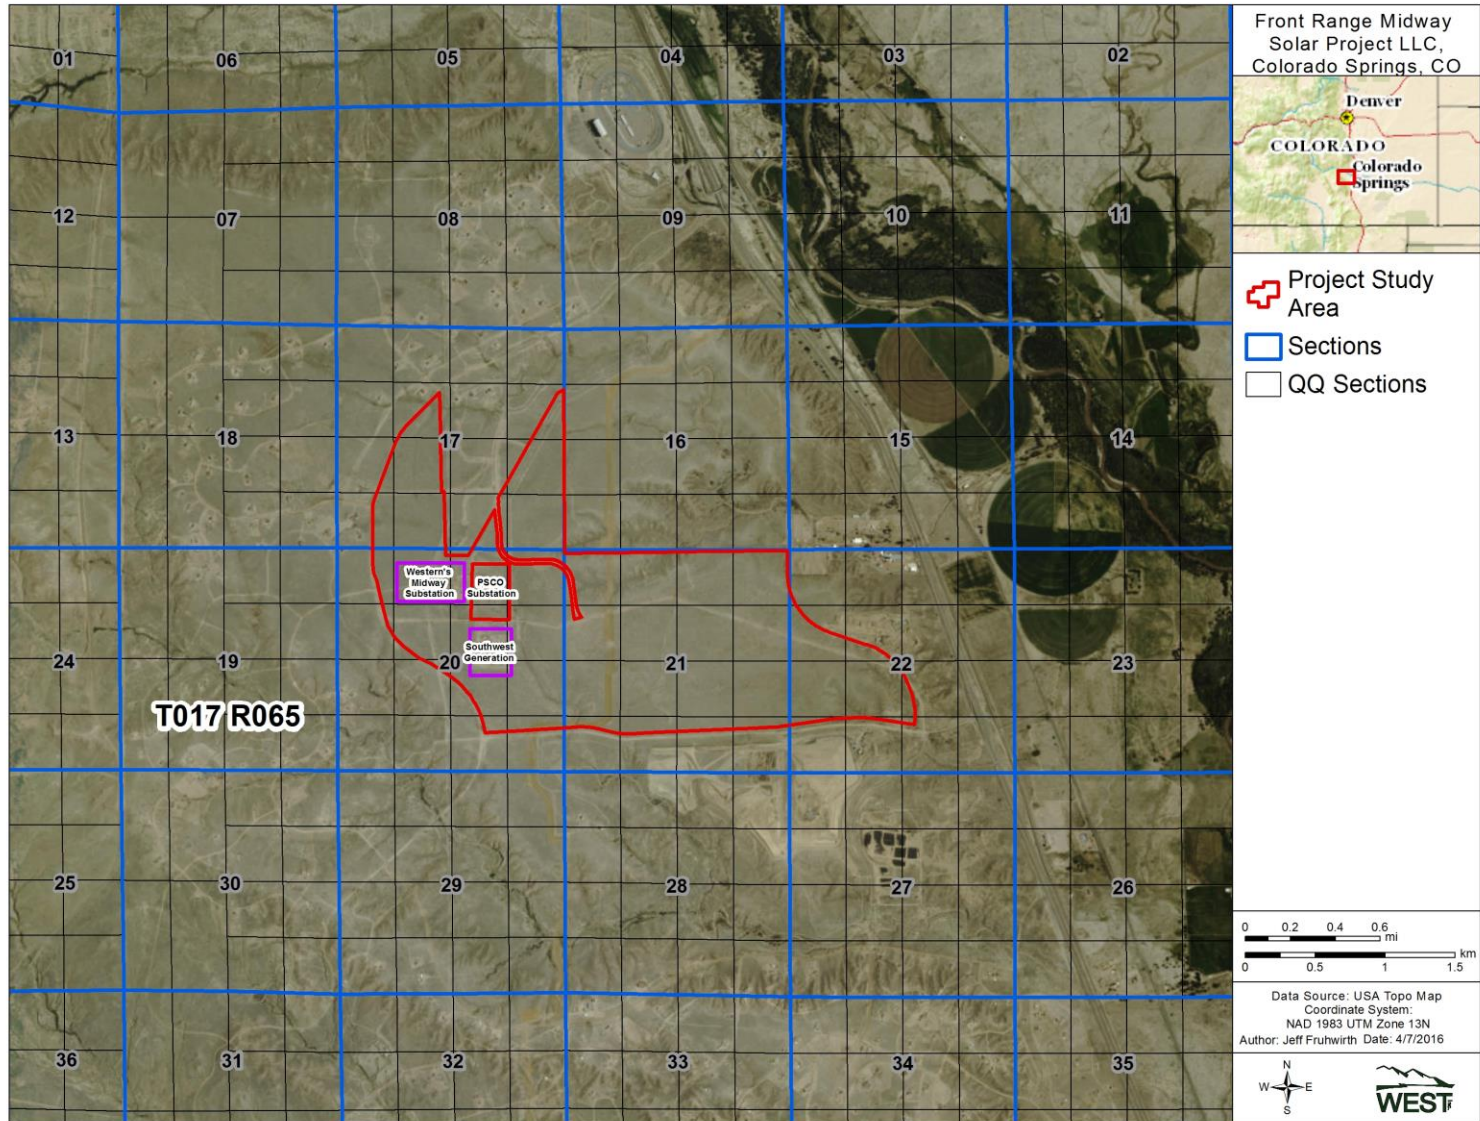 01
06
05
04
03
02
12
07
08
09
10
11
13
18
17
16
15
14
Western's
Midway
Substation
PSCO
Substation
Southwest
Generation
24
19
20
21
22
23
T017 R065
25
30
29
28
27
26
36
31
32
33
34
35
Front Range Midway
Solar Project LLC,
Colorado Springs, CO
Denver
COLORADO
Colorado
Springs
Project Study
Area
Sections
QQ Sections
0 0.2 0.4 0.6
mi
km
0 0.5 1 1.5
Data Source: USA Topo Map
Coordinate System:
NAD 1983 UTM Zone 13N
Author: Jeff Fruhwirth Date: 4/7/2016
N
W E
S
WEST